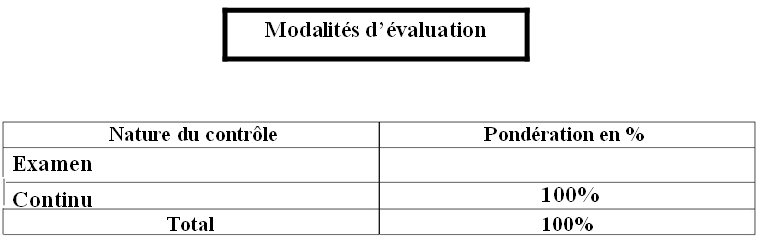 Modalités d'évaluation
Nature du contrôle Pondération en %
Examen
Continu 100%
Total 100%